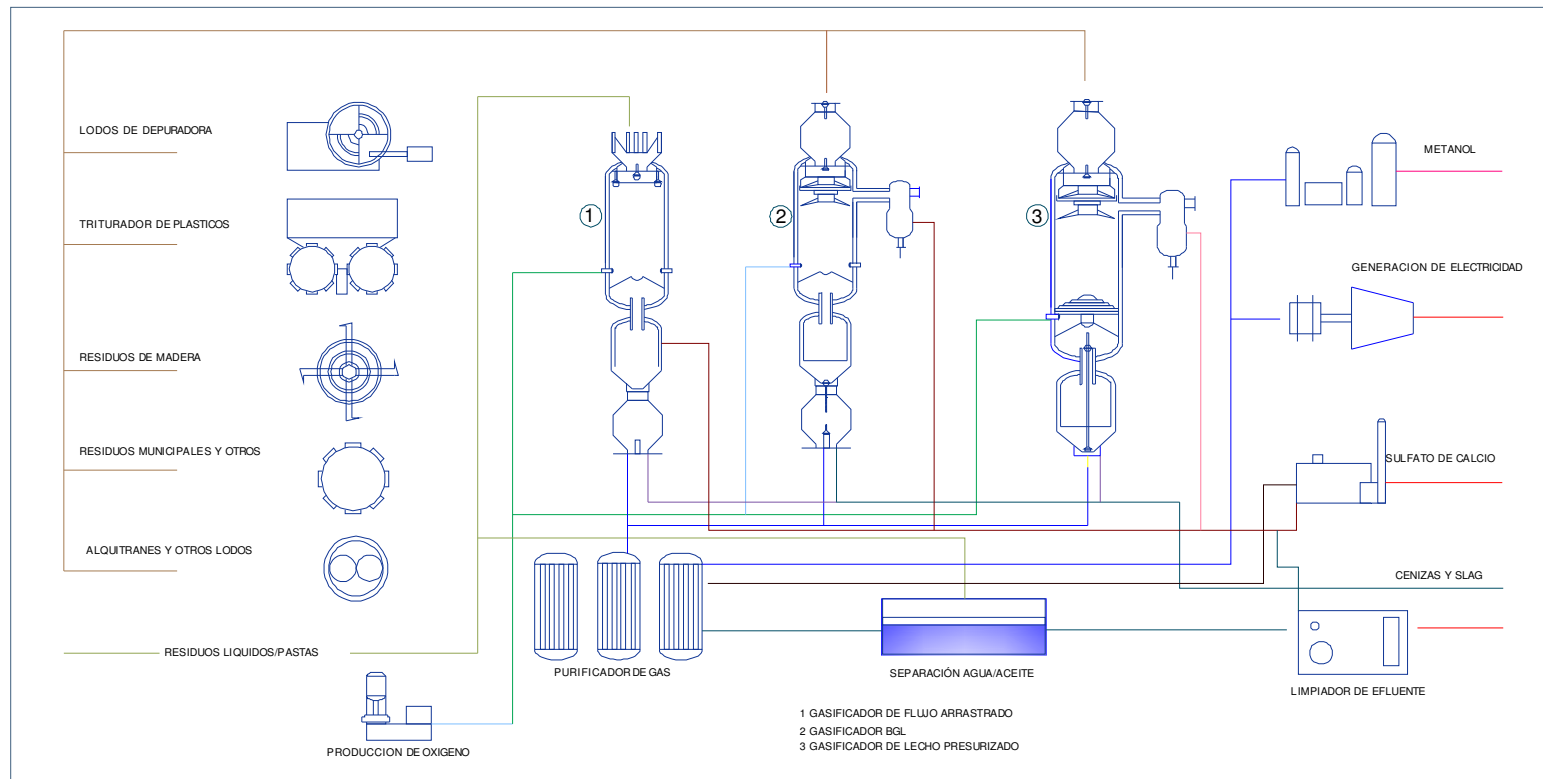 LODOS DE DEPURADORA
TRITURADOR DE PLASTICOS
RESIDUOS DE MADERA
RESIDUOS MUNICIPALES Y OTROS
ALQUITRANES Y OTROS LODOS
RESIDUOS LIQUIDOS/PASTAS
PRODUCCION DE OXIGENO
1
2
3
PURIFICADOR DE GAS
SEPARACIÓN AGUA/ACEITE
1 GASIFICADOR DE FLUJO ARRASTRADO
2 GASIFICADOR BGL
3 GASIFICADOR DE LECHO PRESURIZADO
METANOL
GENERACION DE ELECTRICIDAD
SULFATO DE CALCIO
CENIZAS Y SLAG
LIMPIADOR DE EFLUENTE